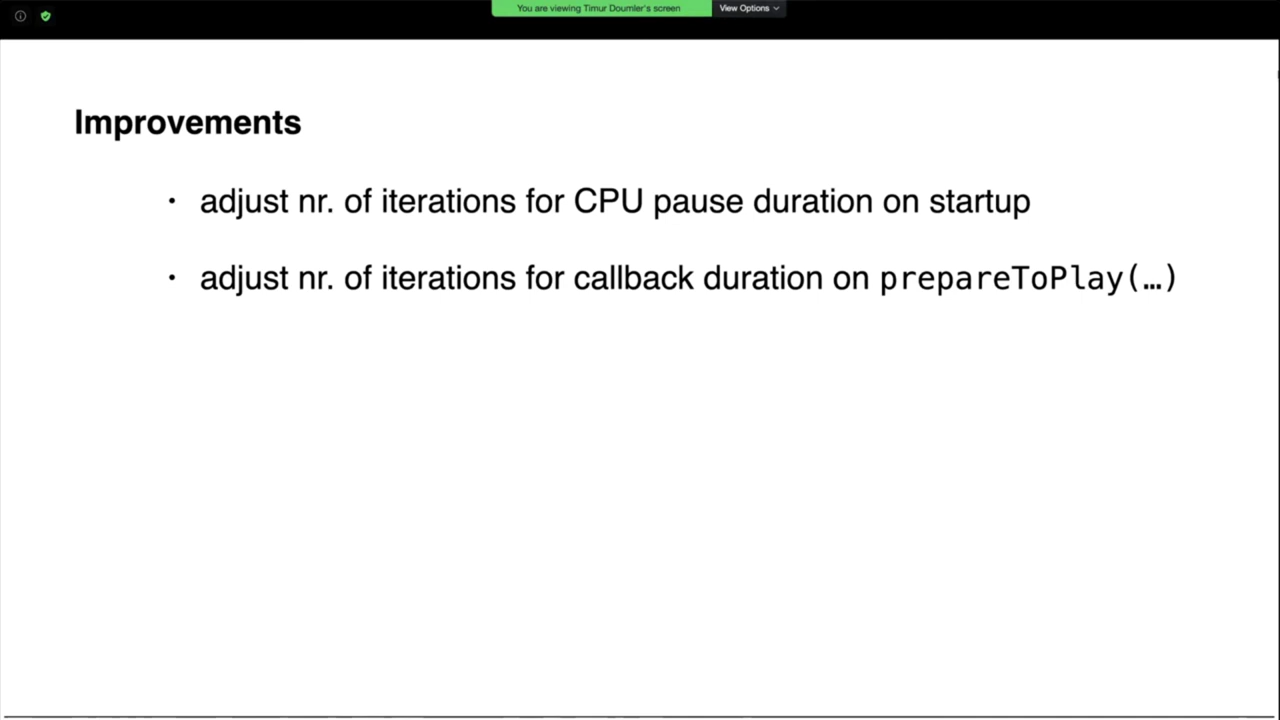 You are viewing Timur Doumler's screen
View Options
Improvements
· adjust nr. of iterations for CPU pause duration on startup
· adjust nr. of iterations for callback duration on prepareToPlay(…)